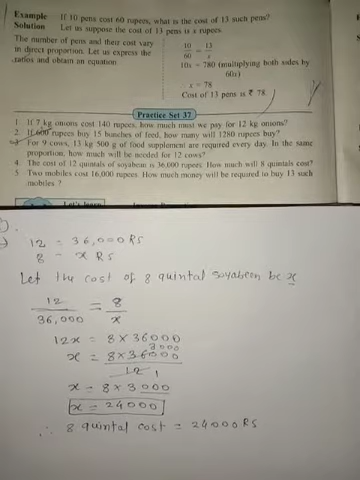 Example If 10 pens cost 60 rupees, what is the cost of 13 such pens?
Solution Let us suppose the cost of 13 pens is x rupees.
The number of pens and their cost vary
in direct proportion. Let us express the
ratios and obtain an equation.
10/60 = 13/x
10x = 780 (multiplying both sides by
60x)
x = 78
Cost of 13 pens is ₹ 78.
Practice Set 37
1. If 7 kg onions cost 140 rupees, how much must we pay for 12 kg onions?
2. If 600 rupees buy 15 bunches of feed, how many will 1280 rupees buy?
3. For 9 cows, 13 kg 500 g of food supplement are required every day. In the same
proportion, how much will be needed for 12 cows?
4. The cost of 12 quintals of soyabean is 36,000 rupees. How much will 8 quintals cost?
5. Two mobiles cost 16,000 rupees. How much money will be required to buy 13 such
mobiles ?
Let's learn
12 = 36,000 RS
8 = x RS
Let the cost of 8 quintal soyabeen be x
12/36,000 = 8/x
12x = 8 × 36000
3000
x = 8×36000/12 1
x = 8 × 3000
x = 24000
∴ 8 quintal cost = 24000 RS